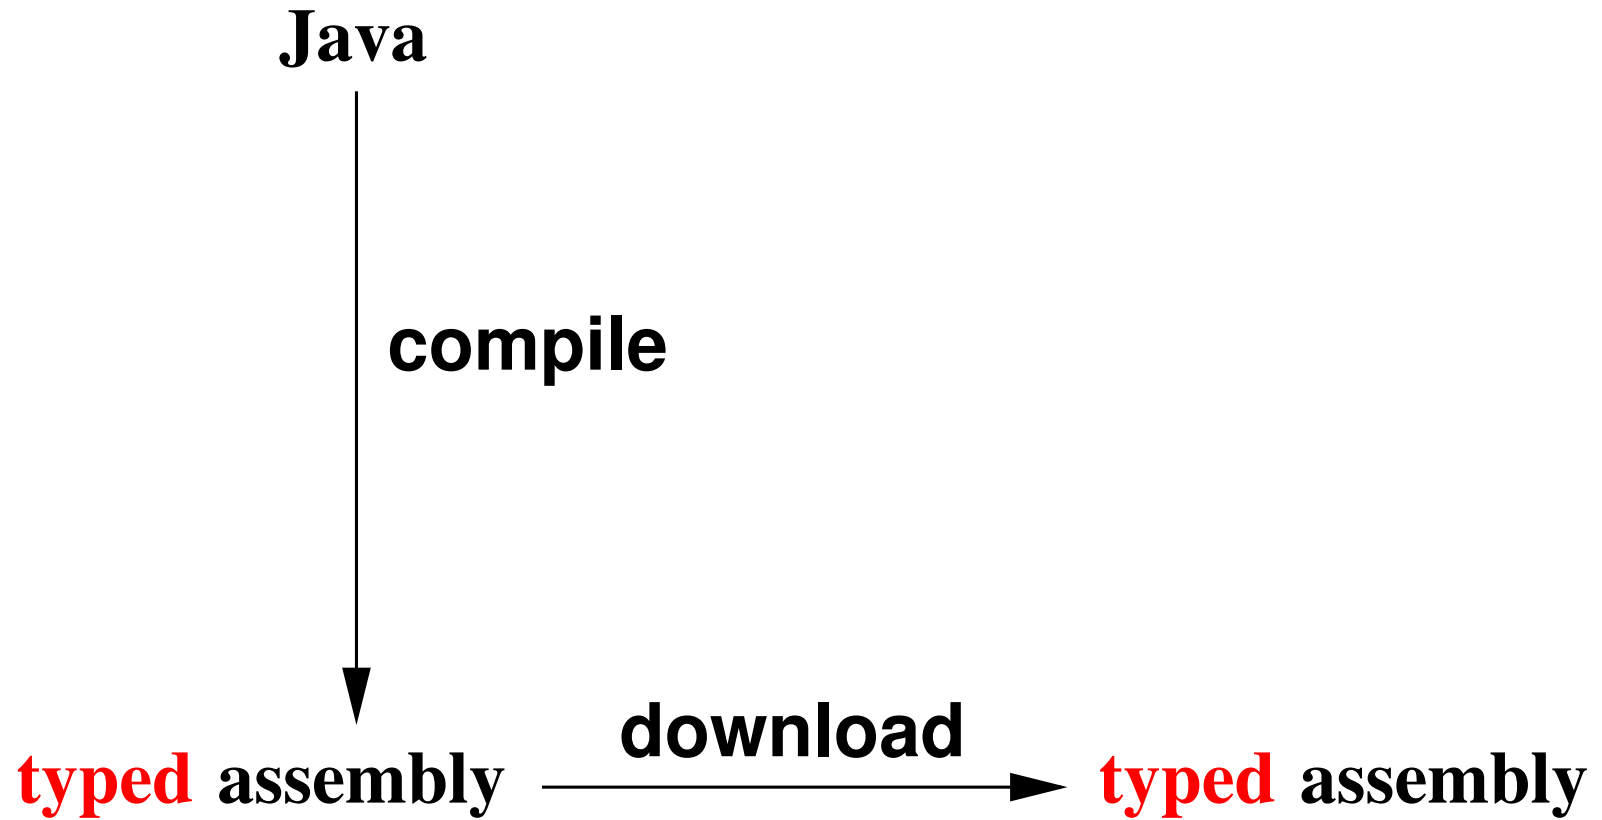 Java
compile
download
typed assembly
typed assembly